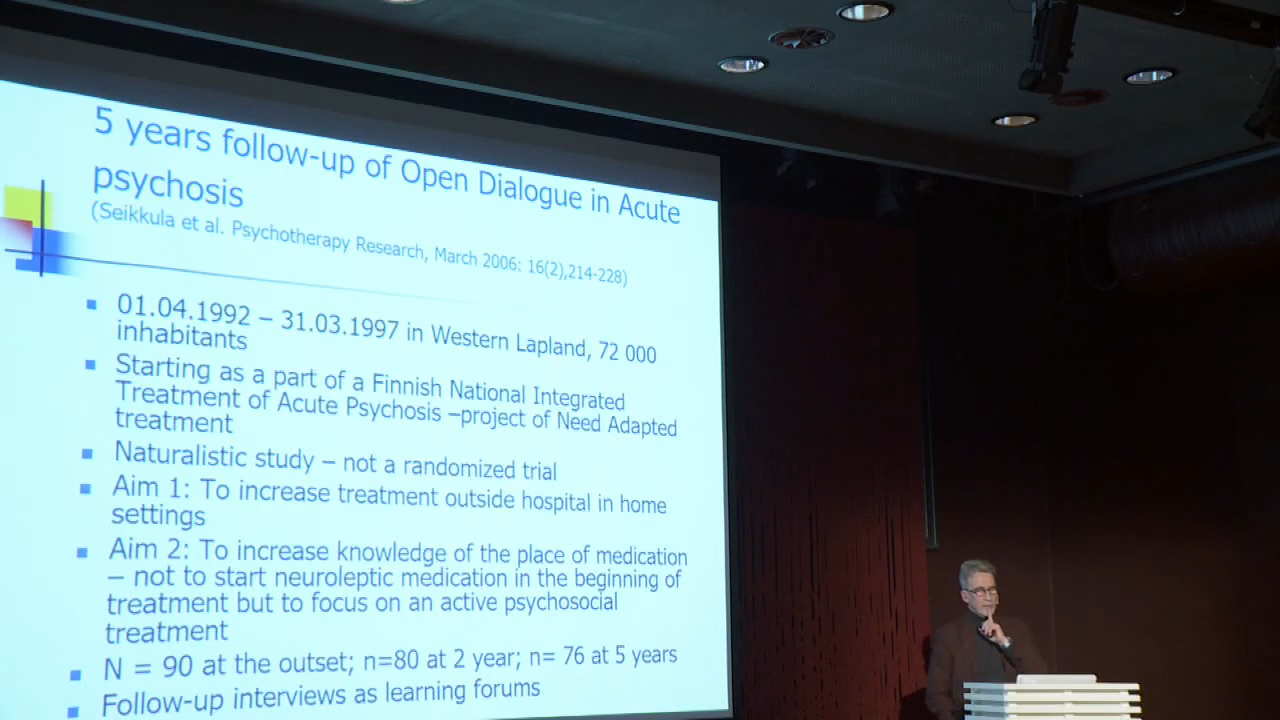 5 years follow-up of Open Dialogue in Acute
psychosis
(Seikkula et al. Psychotherapy Research, March 2006: 16(2),214-228)
01.04.1992 – 31.03.1997 in Western Lapland, 72 000
inhabitants
Starting as a part of a Finnish National Integrated
Treatment of Acute Psychosis –project of Need Adapted
treatment
Naturalistic study – not a randomized trial
Aim 1: To increase treatment outside hospital in home
settings
Aim 2: To increase knowledge of the place of medication
– not to start neuroleptic medication in the beginning of
treatment but to focus on an active psychosocial
treatment
N = 90 at the outset; n=80 at 2 year; n= 76 at 5 years
Follow-up interviews as learning forums